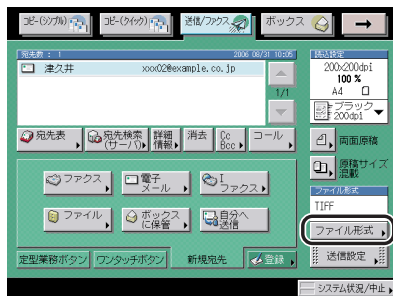 コピー(シンプル)
コピー(クイック)
送信/ファクス
ボックス
宛先数 : 1
2006 08/31 10:05
津久井 xxx02@example.co.jp
1/1
宛先表
宛先検索
(サーバ)
詳細
情報
消去
Cc
Bcc
コール
ファクス
電子
メール
I
ファクス
ファイル
ボックス
に保管
自分へ
送信
定型業務ボタン
ワンタッチボタン
新規宛先
登録
読込設定
200x200dpi
100 %
A4
ブラック
200dpi
両面原稿
原稿サイズ
混載
ファイル形式
TIFF
ファイル形式
送信設定
システム状況/中止